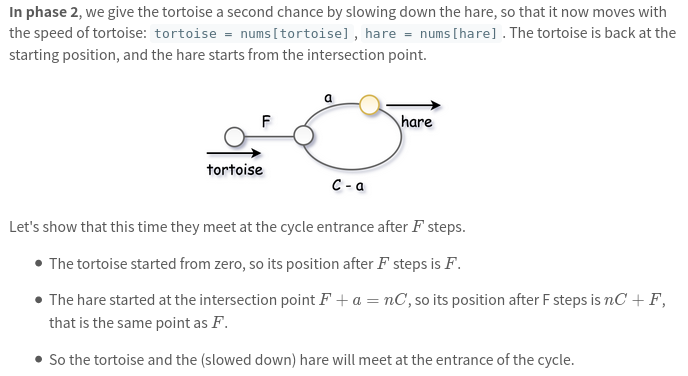 In phase 2, we give the tortoise a second chance by slowing down the hare, so that it now moves with
the speed of tortoise: tortoise = nums[tortoise] , hare = nums[hare] . The tortoise is back at the
starting position, and the hare starts from the intersection point.
a
F
hare
tortoise
C - a
Let's show that this time they meet at the cycle entrance after F steps.
• The tortoise started from zero, so its position after F steps is F.
• The hare started at the intersection point F + a = nC, so its position after F steps is nC + F,
that is the same point as F.
• So the tortoise and the (slowed down) hare will meet at the entrance of the cycle.